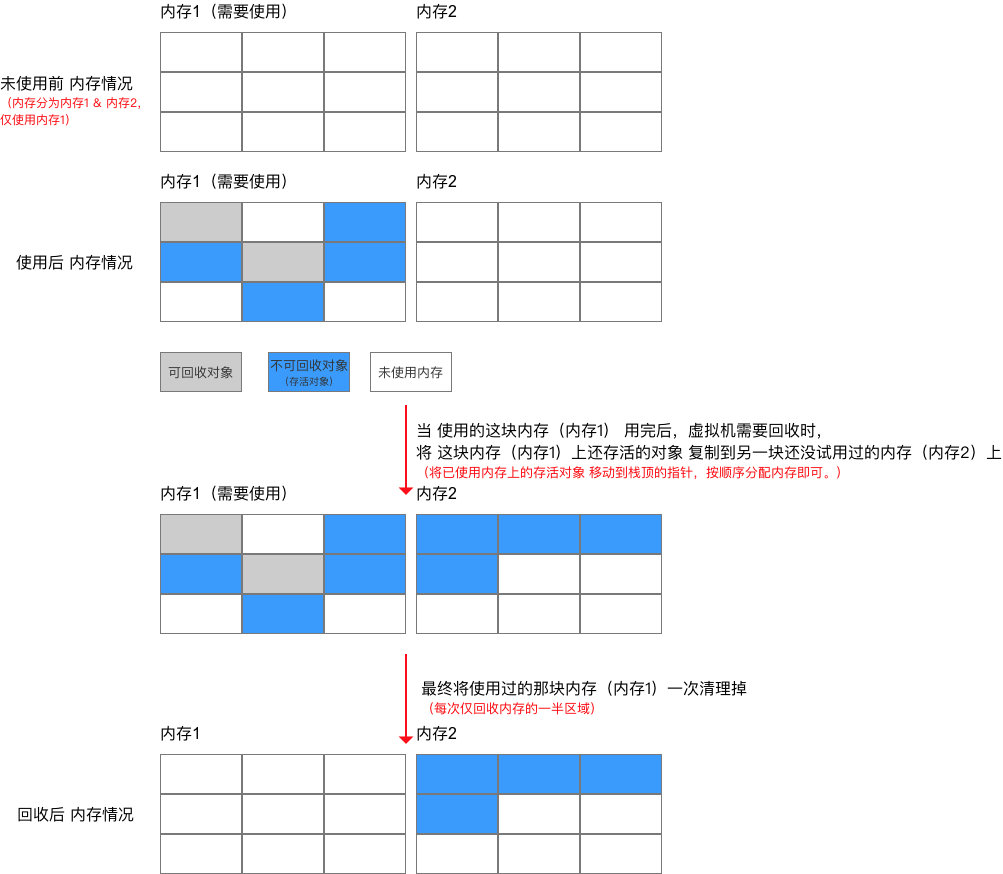 内存1（需要使用）
内存2
未使用前 内存情况
（内存分为内存1 & 内存2，
仅使用内存1）
内存1（需要使用）
内存2
使用后 内存情况
可回收对象
不可回收对象
（存活对象）
未使用内存
当 使用的这块内存（内存1） 用完后，虚拟机需要回收时，
将 这块内存（内存1）上还存活的对象 复制到另一块还没试用过的内存（内存2）上
（将已使用内存上的存活对象 移动到栈顶的指针，按顺序分配内存即可。）
内存1（需要使用）
内存2
最终将使用过的那块内存（内存1）一次清理掉
（每次仅回收内存的一半区域）
内存1
内存2
回收后 内存情况